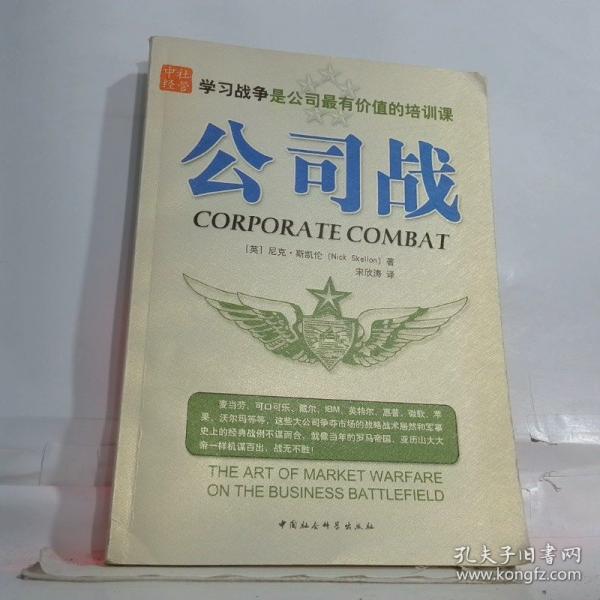 中社
经营
学习战争是公司最有价值的培训课
公司战
CORPORATE COMBAT
[英] 尼克·斯凯伦 (Nick Skellon) 著
宋欣涛 译
麦当劳、可口可乐、戴尔、IBM、英特尔、惠普、微软、苹
果、沃尔玛等等，这些大公司争夺市场的战略战术居然和军事
史上的经典战例不谋而合，就像当年的罗马帝国、亚历山大大
帝一样机谋百出，战无不胜！
THE ART OF MARKET WARFARE
ON THE BUSINESS BATTLEFIELD
中国社会科学出版社
孔夫子旧书网
www.kongfz.com